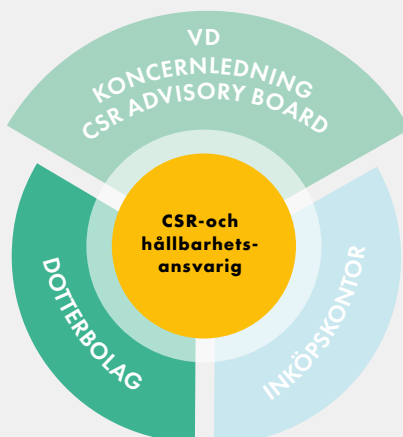 VD
KONCERNLEDNING
CSR ADVISORY BOARD
CSR-och
hållbarhets-
ansvarig
DOTTERBOLAG
INKÖPSKONTOR